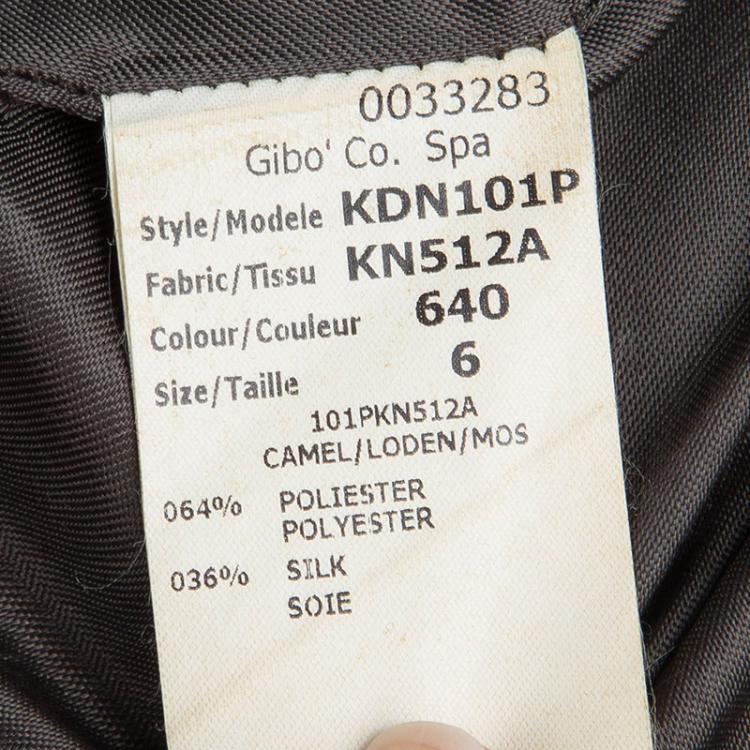 0033283
Gibo' Co. Spa
Style/Modele KDN101P
Fabric/Tissu KN512A
Colour/Couleur 640
Size/Taille 6
101PKN512A
CAMEL/LODEN/MOS
064% POLIESTER
POLYESTER
036% SILK
SOIE